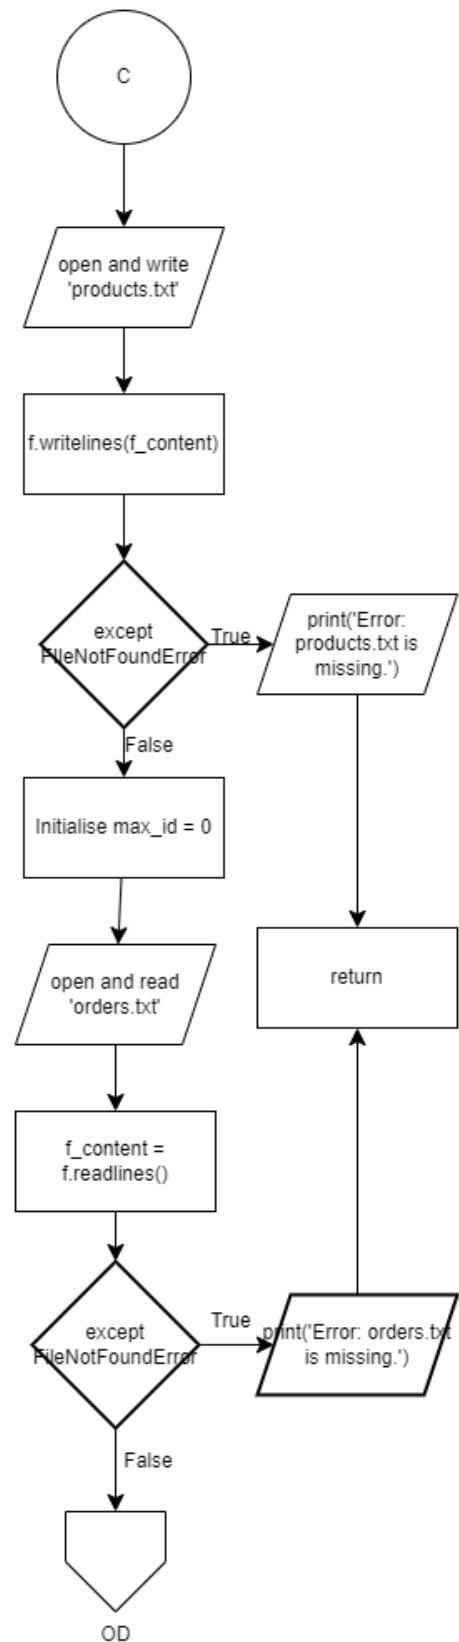 C
open and write
'products.txt'
f.writelines(f_content)
except
FIleNotFoundError
True
print('Error:
products.txt is
missing.')
False
Initialise max_id = 0
open and read
'orders.txt'
return
f_content =
f.readlines()
except
FileNotFoundError
True
print('Error: orders.txt
is missing.')
False
OD